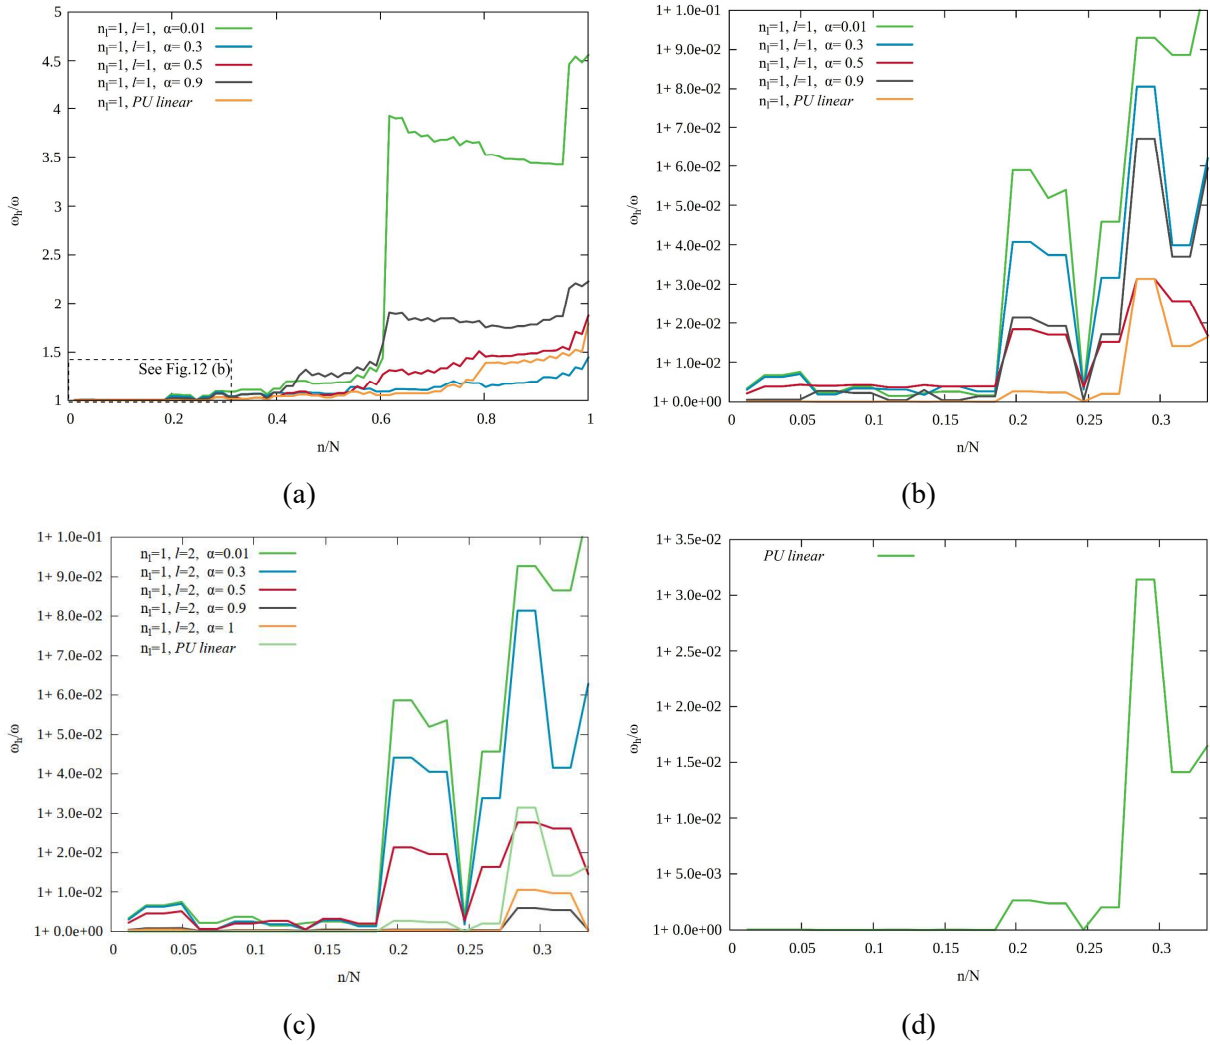 n_l=1, l=1, α=0.01
n_l=1, l=1, α= 0.3
n_l=1, l=1, α= 0.5
n_l=1, l=1, α= 0.9
n_l=1, PU linear
5
4.5
4
3.5
3
2.5
2
1.5
1
ω_h/ω
See Fig.12 (b)
0 0.2 0.4 0.6 0.8 1
n/N
(a)
n_l=1, l=1, α=0.01
n_l=1, l=1, α= 0.3
n_l=1, l=1, α= 0.5
n_l=1, l=1, α= 0.9
n_l=1, PU linear
1+ 1.0e-01
1+ 9.0e-02
1+ 8.0e-02
1+ 7.0e-02
1+ 6.0e-02
1+ 5.0e-02
1+ 4.0e-02
1+ 3.0e-02
1+ 2.0e-02
1+ 1.0e-02
1+ 0.0e+00
ω_h/ω
0 0.05 0.1 0.15 0.2 0.25 0.3
n/N
(b)
n_l=1, l=2, α=0.01
n_l=1, l=2, α= 0.3
n_l=1, l=2, α= 0.5
n_l=1, l=2, α= 0.9
n_l=1, l=2, α= 1
n_l=1, PU linear
1+ 1.0e-01
1+ 9.0e-02
1+ 8.0e-02
1+ 7.0e-02
1+ 6.0e-02
1+ 5.0e-02
1+ 4.0e-02
1+ 3.0e-02
1+ 2.0e-02
1+ 1.0e-02
1+ 0.0e+00
ω_h/ω
0 0.05 0.1 0.15 0.2 0.25 0.3
n/N
(c)
PU linear
1+ 3.5e-02
1+ 3.0e-02
1+ 2.5e-02
1+ 2.0e-02
1+ 1.5e-02
1+ 1.0e-02
1+ 5.0e-03
1+ 0.0e+00
ω_h/ω
0 0.05 0.1 0.15 0.2 0.25 0.3
n/N
(d)